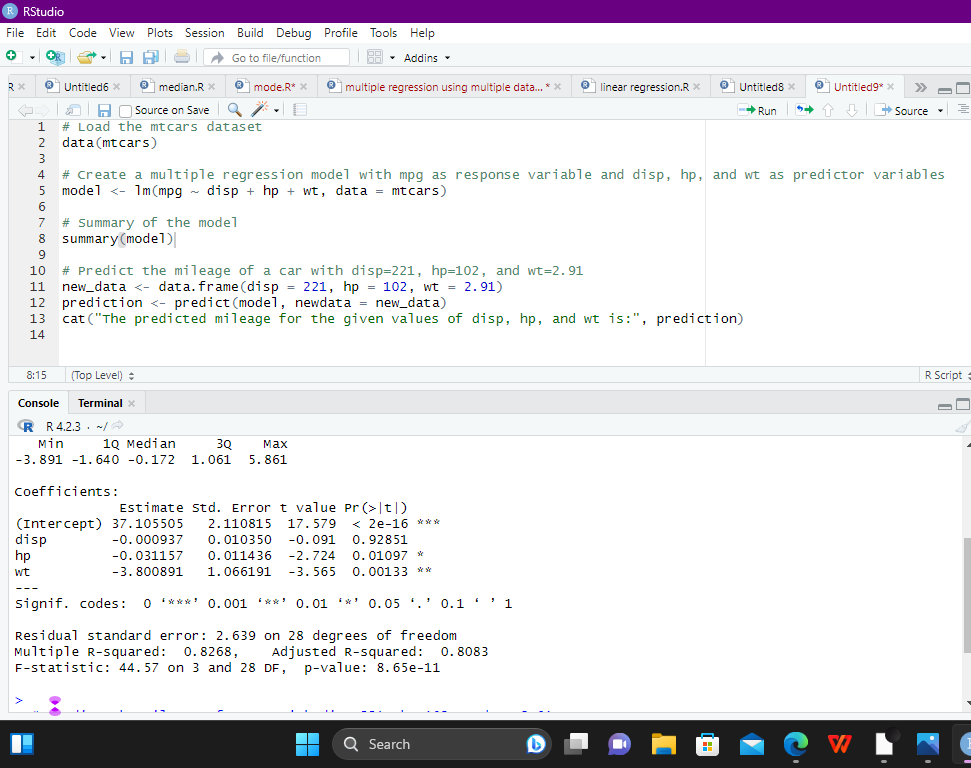 RStudio
File Edit Code View Plots Session Build Debug Profile Tools Help
Go to file/function Addins
R Untitled6 median.R mode.R* multiple regression using multiple data... * linear regression.R Untitled8 Untitled9*
Source on Save Run Source
1 # Load the mtcars dataset
2 data(mtcars)
3
4 # Create a multiple regression model with mpg as response variable and disp, hp, and wt as predictor variables
5 model <- lm(mpg ~ disp + hp + wt, data = mtcars)
6
7 # Summary of the model
8 summary(model)
9
10 # Predict the mileage of a car with disp=221, hp=102, and wt=2.91
11 new_data <- data.frame(disp = 221, hp = 102, wt = 2.91)
12 prediction <- predict(model, newdata = new_data)
13 cat("The predicted mileage for the given values of disp, hp, and wt is:", prediction)
14
8:15 (Top Level) R Script
Console Terminal
R R 4.2.3 · ~/
Min 1Q Median 3Q Max
-3.891 -1.640 -0.172 1.061 5.861
Coefficients:
Estimate Std. Error t value Pr(>|t|)
(Intercept) 37.105505 2.110815 17.579 < 2e-16 ***
disp -0.000937 0.010350 -0.091 0.92851
hp -0.031157 0.011436 -2.724 0.01097 *
wt -3.800891 1.066191 -3.565 0.00133 **
---
Signif. codes: 0 ‘***’ 0.001 ‘**’ 0.01 ‘*’ 0.05 ‘.’ 0.1 ‘ ’ 1
Residual standard error: 2.639 on 28 degrees of freedom
Multiple R-squared: 0.8268, Adjusted R-squared: 0.8083
F-statistic: 44.57 on 3 and 28 DF, p-value: 8.65e-11
>
Search